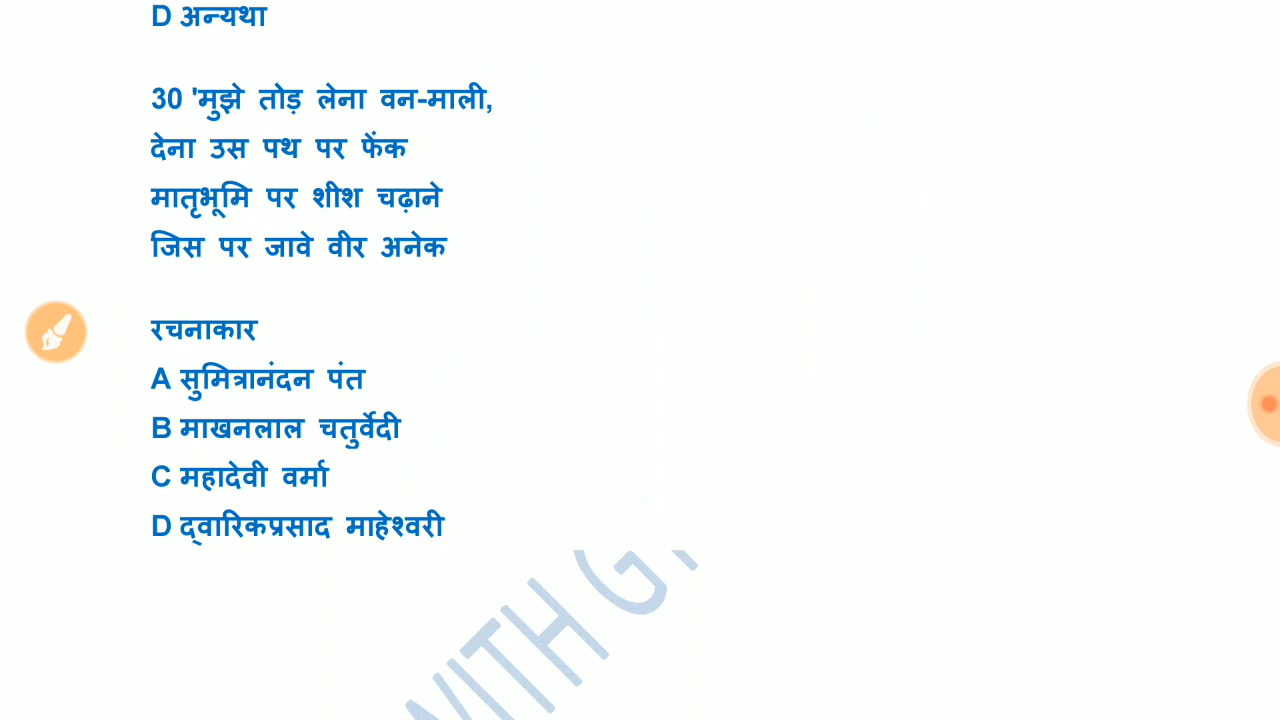 D अन्यथा
30 'मुझे तोड़ लेना वन-माली,
देना उस पथ पर फेंक
मातृभूमि पर शीश चढ़ाने
जिस पर जावे वीर अनेक
रचनाकार
A सुमित्रानंदन पंत
B माखनलाल चतुर्वेदी
C महादेवी वर्मा
D द्वारिकप्रसाद माहेश्वरी
WITH